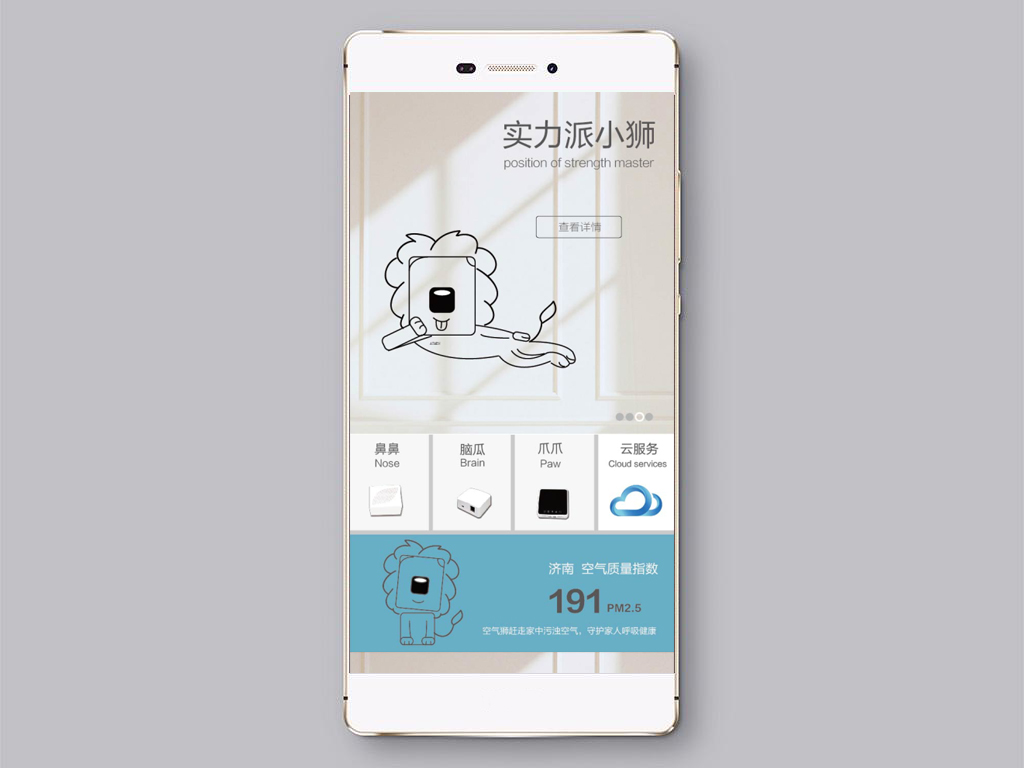 实力派小狮
position of strength master
查看详情
鼻鼻
Nose
脑瓜
Brain
爪爪
Paw
云服务
Cloud services
济南 空气质量指数
191 PM2.5
空气狮赶走家中污浊空气，守护家人呼吸健康